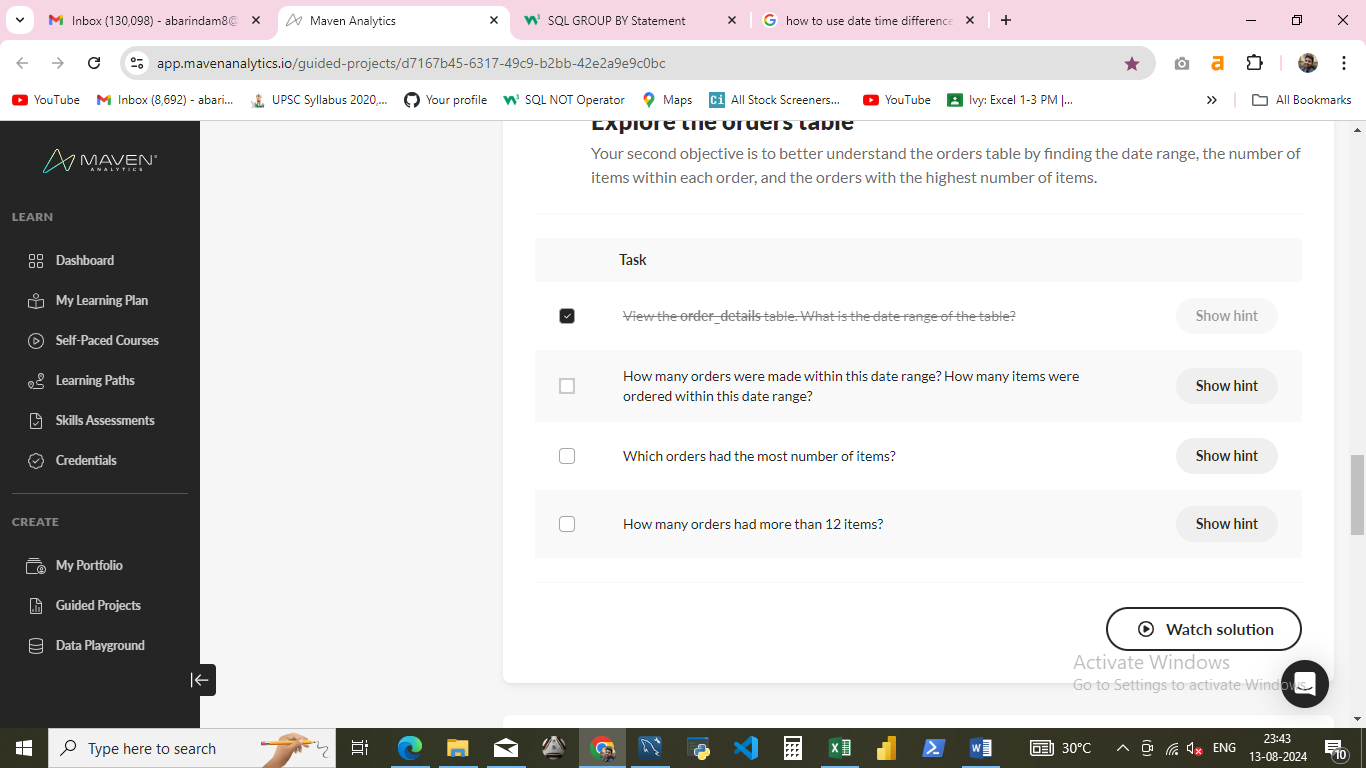 Inbox (130,098) - abarindam8@
Maven Analytics
SQL GROUP BY Statement
how to use date time difference
app.mavenanalytics.io/guided-projects/d7167b45-6317-49c9-b2bb-42e2a9e9c0bc
YouTube
Inbox (8,692) - abari...
UPSC Syllabus 2020,...
Your profile
SQL NOT Operator
Maps
All Stock Screeners...
YouTube
Ivy: Excel 1-3 PM |,...
All Bookmarks
MAVEN
ANALYTICS
LEARN
Dashboard
My Learning Plan
Self-Paced Courses
Learning Paths
Skills Assessments
Credentials
CREATE
My Portfolio
Guided Projects
Data Playground
Explore the orders table
Your second objective is to better understand the orders table by finding the date range, the number of
items within each order, and the orders with the highest number of items.
Task
View the order_details table. What is the date range of the table?
Show hint
How many orders were made within this date range? How many items were
ordered within this date range?
Show hint
Which orders had the most number of items?
Show hint
How many orders had more than 12 items?
Show hint
Watch solution
Activate Windows
Go to Settings to activate Windows.
Type here to search
30°C
ENG
23:43
13-08-2024
10